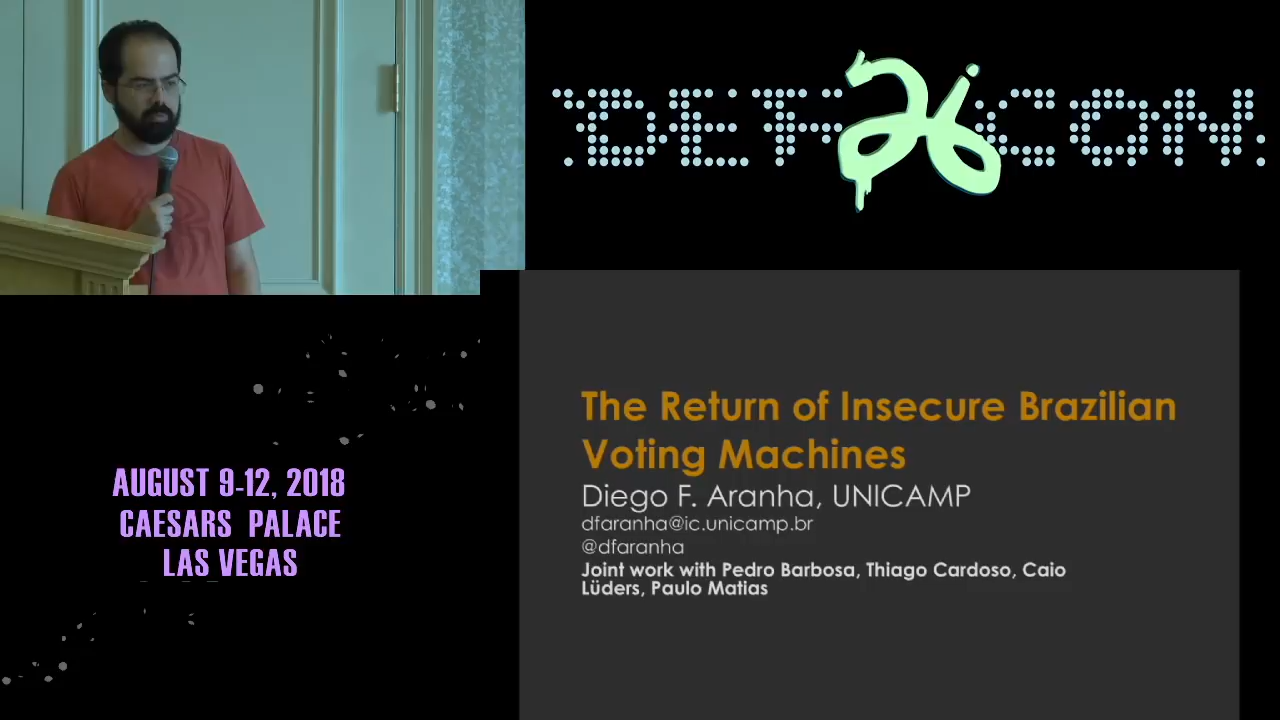 DEF 26 CON
The Return of Insecure Brazilian
Voting Machines
Diego F. Aranha, UNICAMP
dfaranha@ic.unicamp.br
@dfaranha
Joint work with Pedro Barbosa, Thiago Cardoso, Caio
Lüders, Paulo Matias
AUGUST 9-12, 2018
CAESARS PALACE
LAS VEGAS